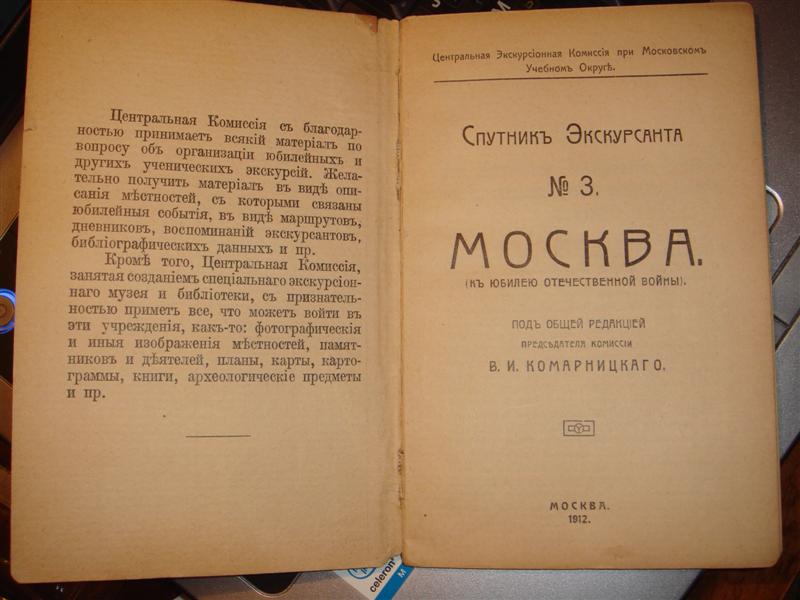 Центральная Комиссія съ благодар-
ностью принимаетъ всякій матеріалъ по
вопросу объ организаціи юбилейныхъ и
другихъ ученическихъ экскурсій. Жела-
тельно получить матеріалъ въ видѣ опи-
санія мѣстностей, съ которыми связаны
юбилейныя событія, въ видѣ маршрутовъ,
дневниковъ, воспоминаній экскурсантовъ,
библіографическихъ данныхъ и пр.
Кромѣ того, Центральная Комиссія,
занятая созданіемъ спеціальнаго экскурсіон-
наго музея и библіотеки, съ признатель-
ностью приметъ все, что можетъ войти въ
эти учрежденія, какъ-то: фотографическія
и иныя изображенія мѣстностей, памят-
никовъ и дѣятелей, планы, карты, карто-
граммы, книги, археологическіе предметы
и пр.
Центральная Экскурсіонная Комиссія при Московскомъ
Учебномъ Округѣ.
Спутникъ Экскурсанта
№ 3.
МОСКВА.
(Къ юбилею Отечественной войны).
Подъ общей редакціей
председателя комиссіи
В. И. Комарницкаго.
МОСКВА.
1912.
celeron
M